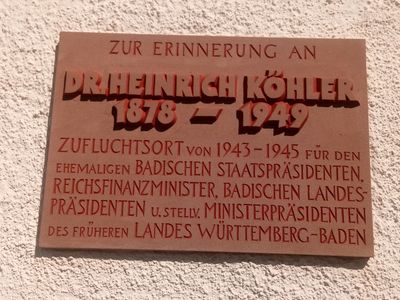 ZUR ERINNERUNG AN
DR. HEINRICH KÖHLER
1878 – 1949
ZUFLUCHTSORT VON 1943–1945 FÜR DEN
EHEMALIGEN BADISCHEN STAATSPRÄSIDENTEN,
REICHSFINANZMINISTER, BADISCHEN LANDES-
PRÄSIDENTEN U. STELLV. MINISTERPRÄSIDENTEN
DES FRÜHEREN LANDES WÜRTTEMBERG-BADEN